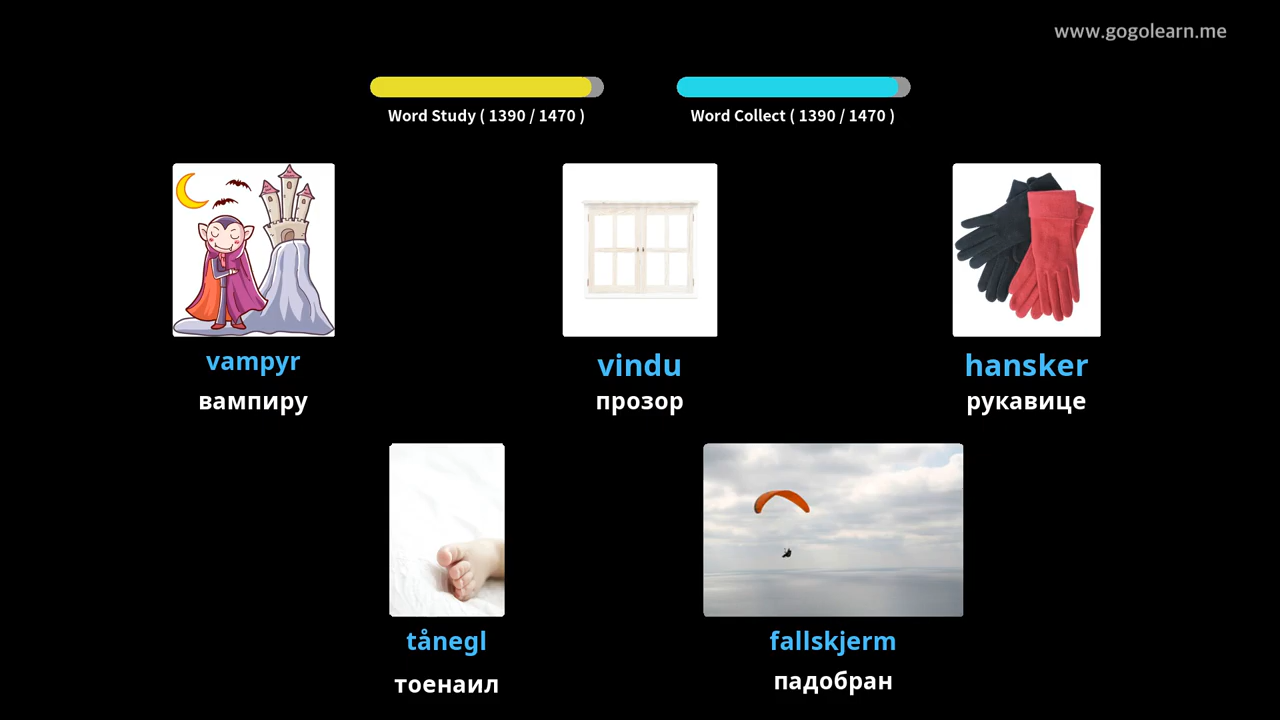 www.gogolearn.me
Word Study ( 1390 / 1470 )
Word Collect ( 1390 / 1470 )
vampyr
вампиру
vindu
прозор
hansker
рукавице
tånegl
тоенаил
fallskjerm
падобран